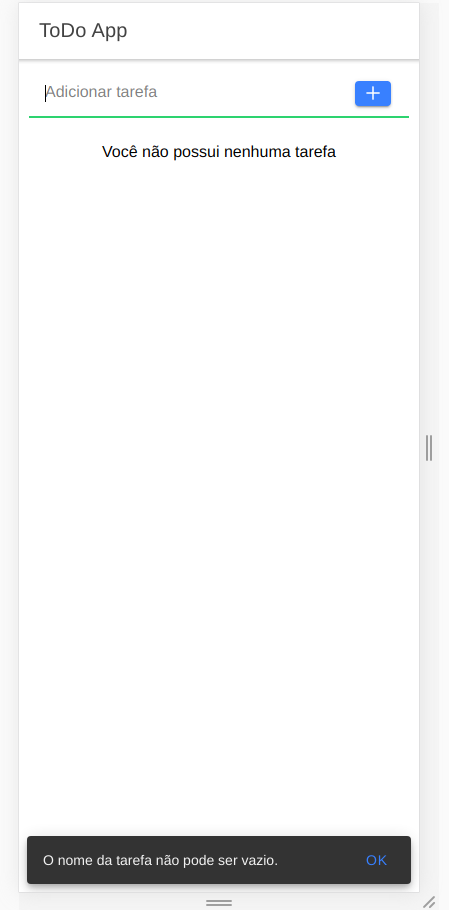 ToDo App
Adicionar tarefa
Você não possui nenhuma tarefa
O nome da tarefa não pode ser vazio.
OK